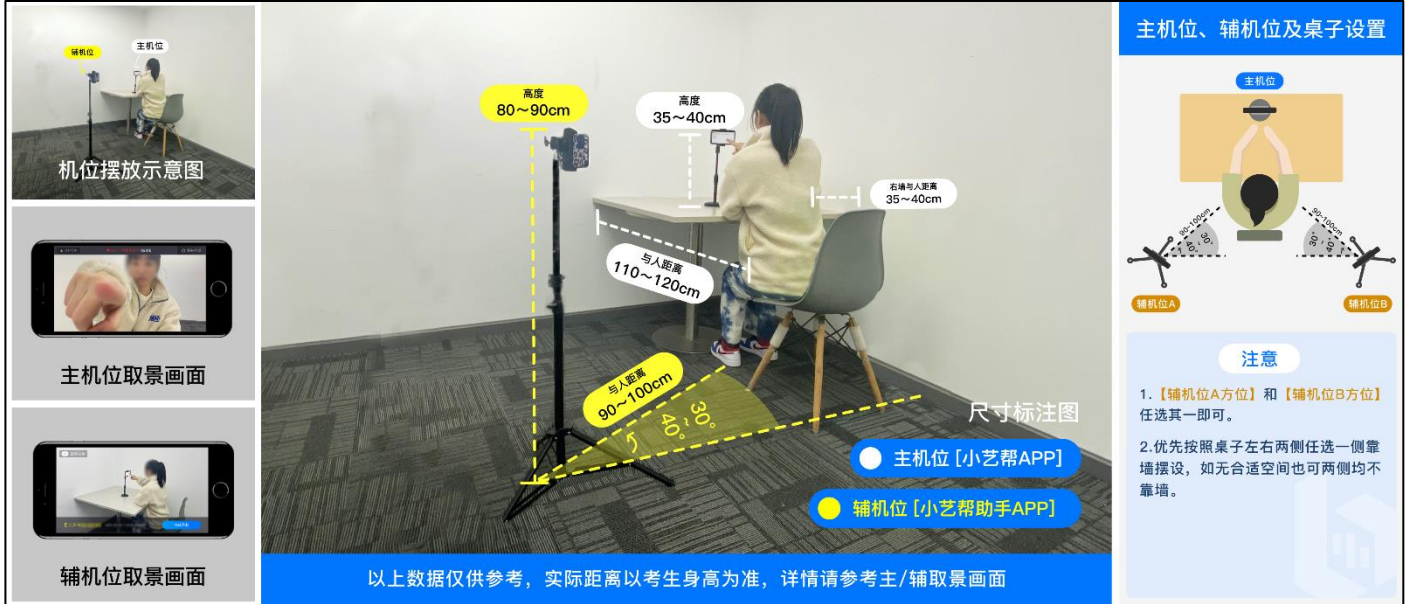 辅机位
主机位
机位摆放示意图
主机位取景画面
辅机位取景画面
高度
80～90cm
高度
35～40cm
右墙与人距离
35～40cm
与人距离
110～120cm
与人距离
90～100cm
30°
～
40°
尺寸标注图
主机位 [小艺帮APP]
辅机位 [小艺帮助手APP]
以上数据仅供参考，实际距离以考生身高为准，详情请参考主/辅取景画面
主机位、辅机位及桌子设置
主机位
90~100cm
30°
～
40°
90~100cm
30°
～
40°
辅机位A
辅机位B
注意
1.【辅机位A方位】和【辅机位B方位】
任选其一即可。
2.优先按照桌子左右两侧任选一侧靠
墙摆设，如无合适空间也可两侧均不
靠墙。